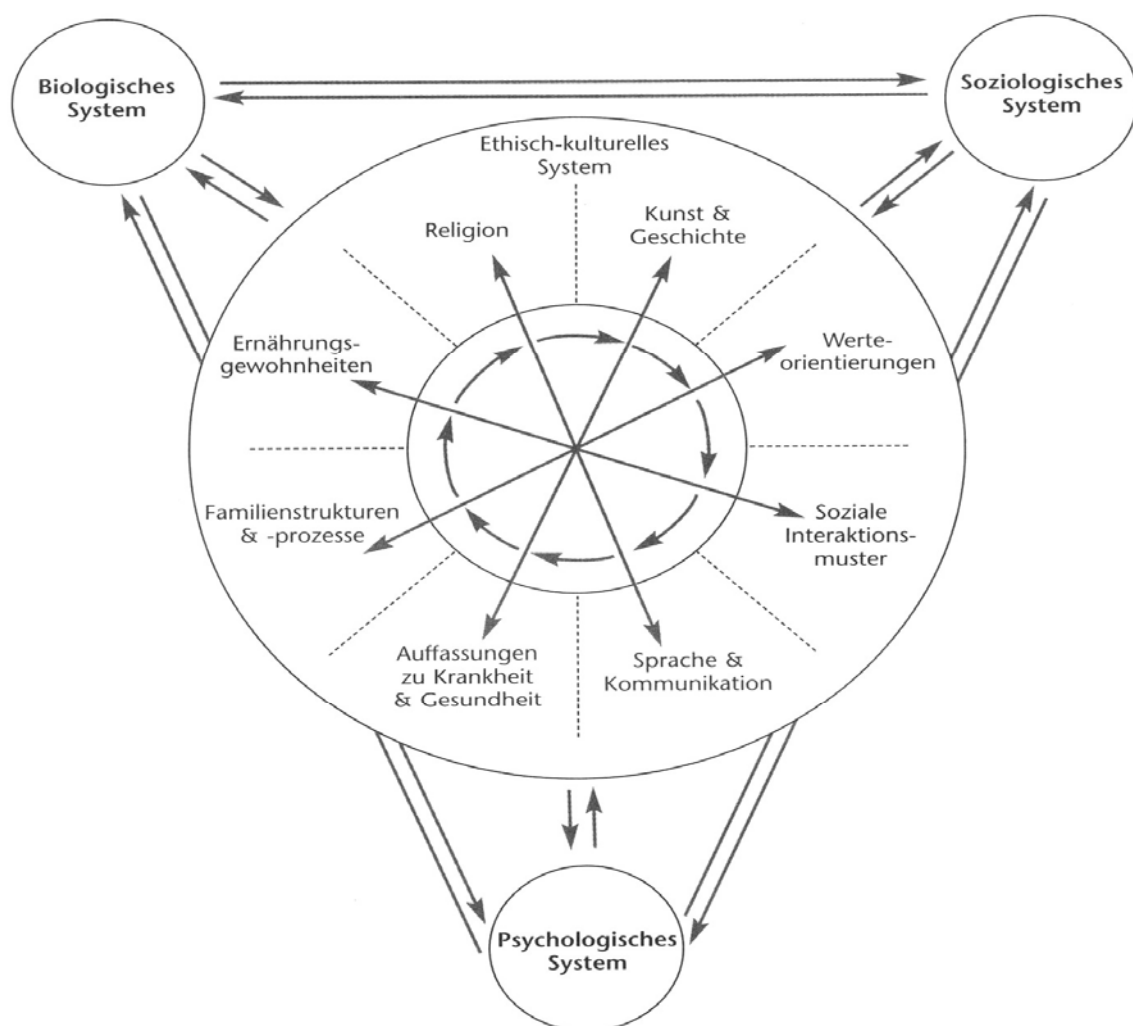 Biologisches
System
Soziologisches
System
Ethisch-kulturelles
System
Religion
Kunst &
Geschichte
Ernährungs-
gewohnheiten
Werte-
orientierungen
Familienstrukturen
& -prozesse
Soziale
Interaktions-
muster
Auffassungen
zu Krankheit
& Gesundheit
Sprache &
Kommunikation
Psychologisches
System